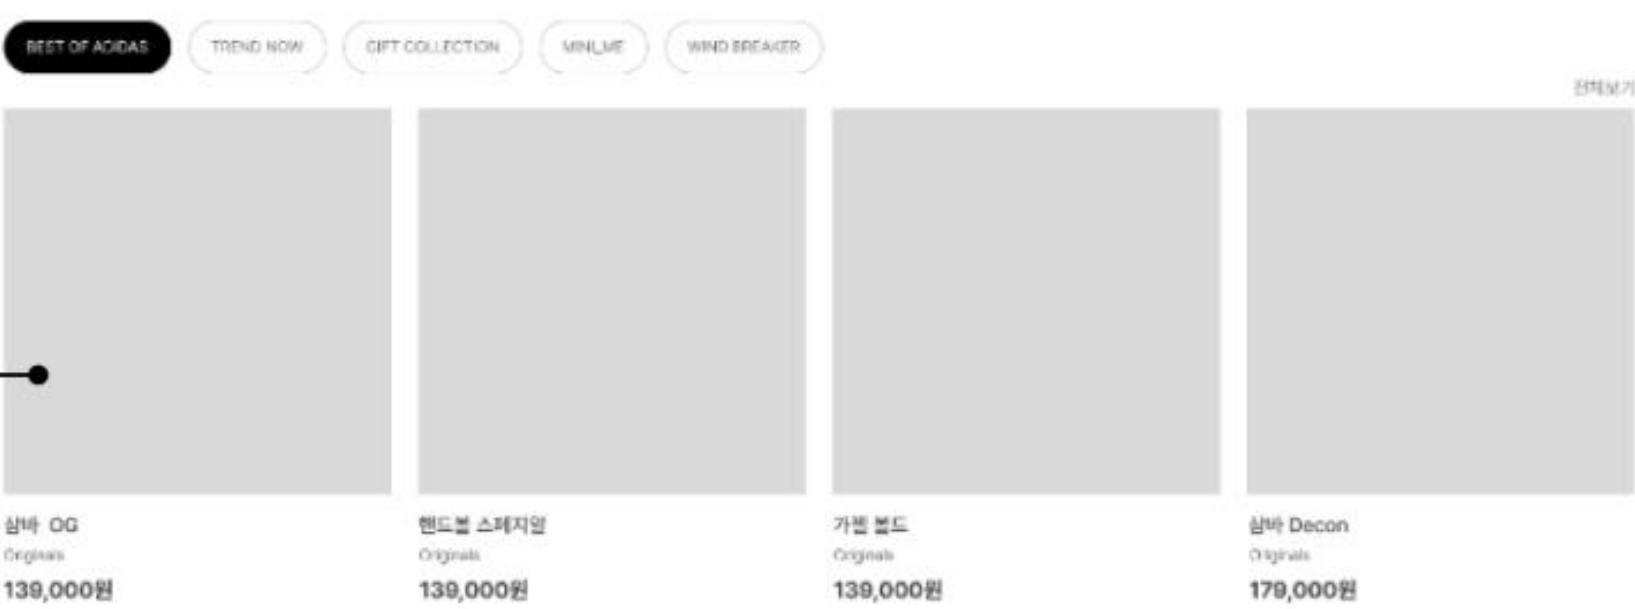 BEST OF ADIDAS
TREND NOW
GIFT COLLECTION
MINI_ME
WIND BREAKER
전체보기
삼바 OG
Originals
139,000원
핸드볼 스페지알
Originals
139,000원
가젤 볼드
Originals
139,000원
삼바 Decon
Originals
179,000원